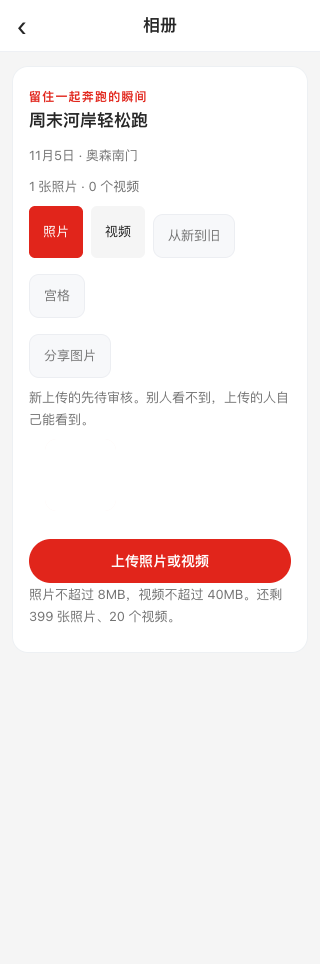 ‹ 相册
留住一起奔跑的瞬间
周末河岸轻松跑
11月5日 · 奥森南门
1 张照片 · 0 个视频
照片 视频 从新到旧
宫格
分享图片
新上传的先待审核。别人看不到，上传的人自
己能看到。
上传照片或视频
照片不超过 8MB，视频不超过 40MB。还剩
399 张照片、20 个视频。